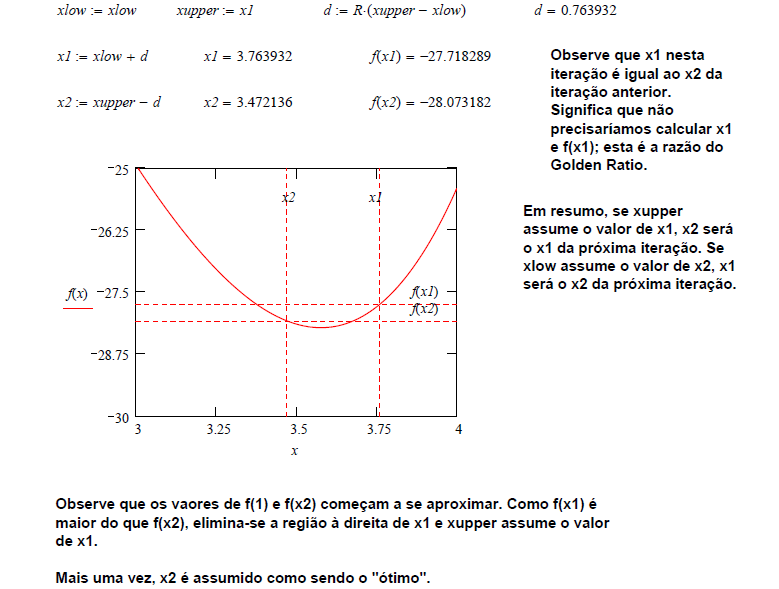 xlow := xlow xupper := x1 d := R·(xupper − xlow) d = 0.763932
x1 := xlow + d x1 = 3.763932 f(x1) = −27.718289
x2 := xupper − d x2 = 3.472136 f(x2) = −28.073182
Observe que x1 nesta
iteração é igual ao x2 da
iteração anterior.
Significa que não
precisaríamos calcular x1
e f(x1); esta é a razão do
Golden Ratio.
Em resumo, se xupper
assume o valor de x1, x2 será
o x1 da próxima iteração. Se
xlow assume o valor de x2, x1
será o x2 da próxima iteração.
−25
x2 x1
−26.25
f(x) −27.5 f(x1)
f(x2)
−28.75
−30
3 3.25 3.5 3.75 4
x
Observe que os vaores de f(1) e f(x2) começam a se aproximar. Como f(x1) é
maior do que f(x2), elimina-se a região à direita de x1 e xupper assume o valor
de x1.
Mais uma vez, x2 é assumido como sendo o "ótimo".